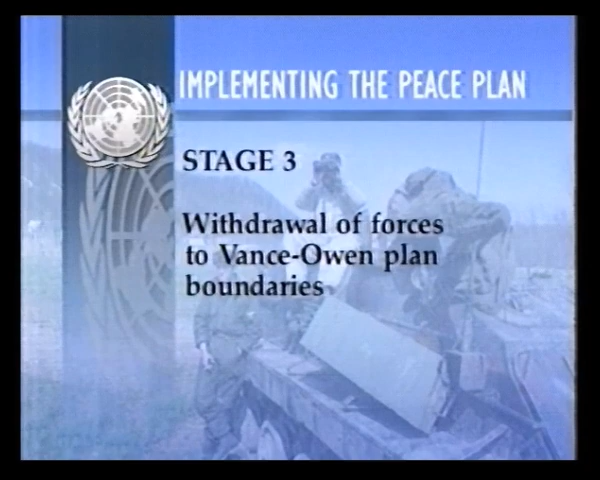 IMPLEMENTING THE PEACE PLAN
STAGE 3
Withdrawal of forces
to Vance-Owen plan
boundaries